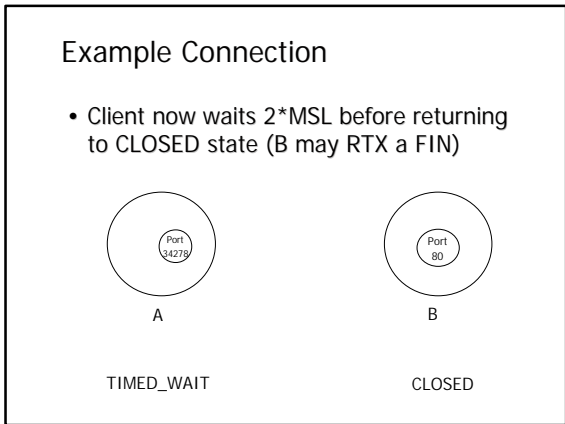 Example Connection
• Client now waits 2*MSL before returning
to CLOSED state (B may RTX a FIN)
Port
34278
Port
80
A
B
TIMED_WAIT
CLOSED